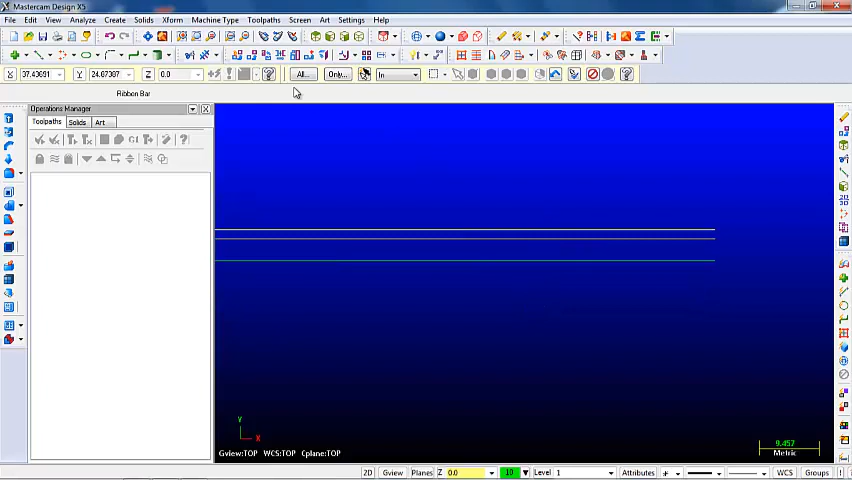 Mastercam Design X5
File Edit View Analyze Create Solids Xform Machine Type Toolpaths Screen Art Settings Help
X 37.43691 Y 24.87387 Z 0.0 All... Only... In
Ribbon Bar
Operations Manager
Toolpaths Solids Art
G1
Y
X
9.457
Metric
Gview:TOP WCS:TOP Cplane:TOP
2D Gview Planes Z 0.0 10 Level 1 Attributes WCS Groups